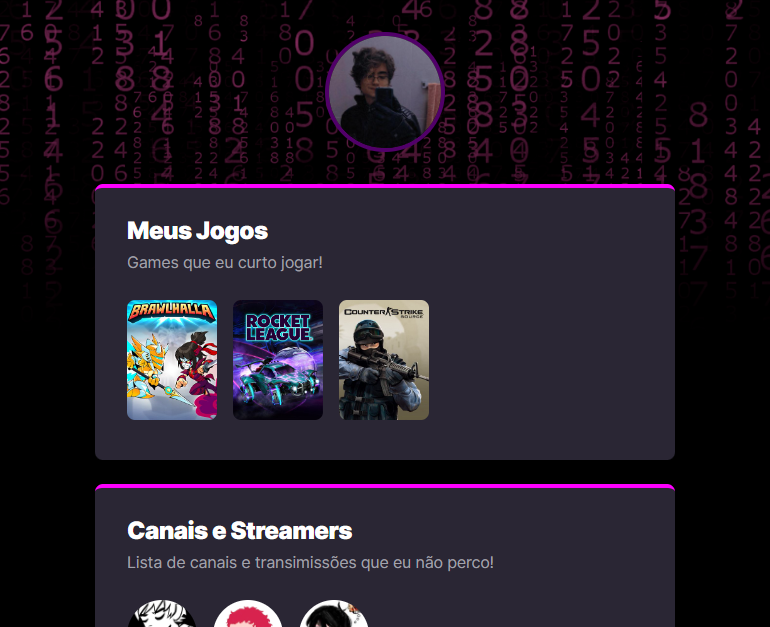 Meus Jogos
Games que eu curto jogar!
BRAWLHALLA
ROCKET
LEAGUE
COUNTER STRIKE
SOURCE
Canais e Streamers
Lista de canais e transimissões que eu não perco!